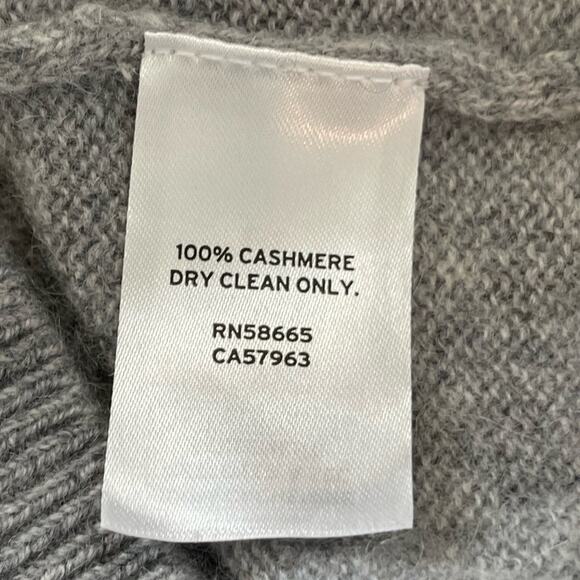 100% CASHMERE
DRY CLEAN ONLY.
RN58665
CA57963